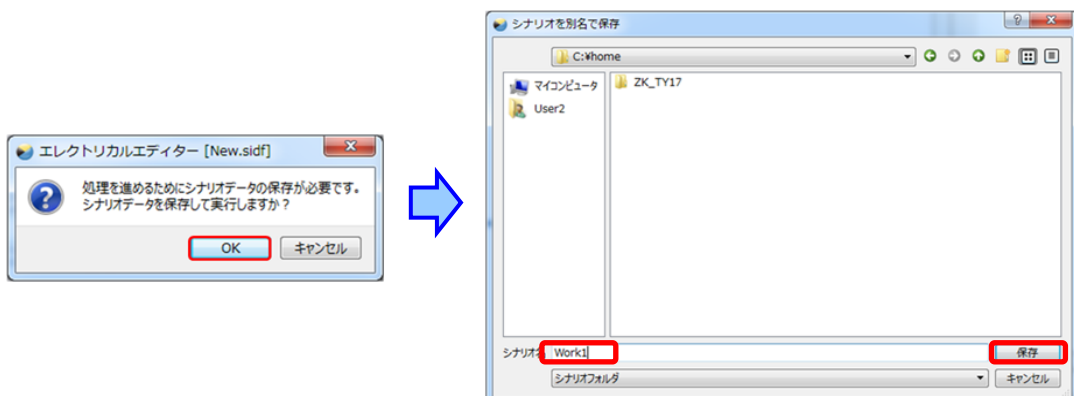 エレクトリカルエディター [New.sidf]
処理を進めるためにシナリオデータの保存が必要です。
シナリオデータを保存して実行しますか？
OK
キャンセル
シナリオを別名で保存
C:¥home
マイコンピュータ
User2
ZK_TY17
シナリオ名
Work1
保存
シナリオフォルダ
キャンセル